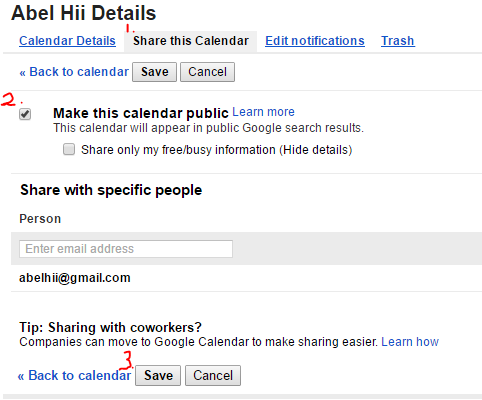 Abel Hii Details
1.
Calendar Details Share this Calendar Edit notifications Trash
« Back to calendar Save Cancel
2.
Make this calendar public Learn more
This calendar will appear in public Google search results.
Share only my free/busy information (Hide details)
Share with specific people
Person
Enter email address
abelhii@gmail.com
Tip: Sharing with coworkers?
Companies can move to Google Calendar to make sharing easier. Learn how
3.
« Back to calendar Save Cancel